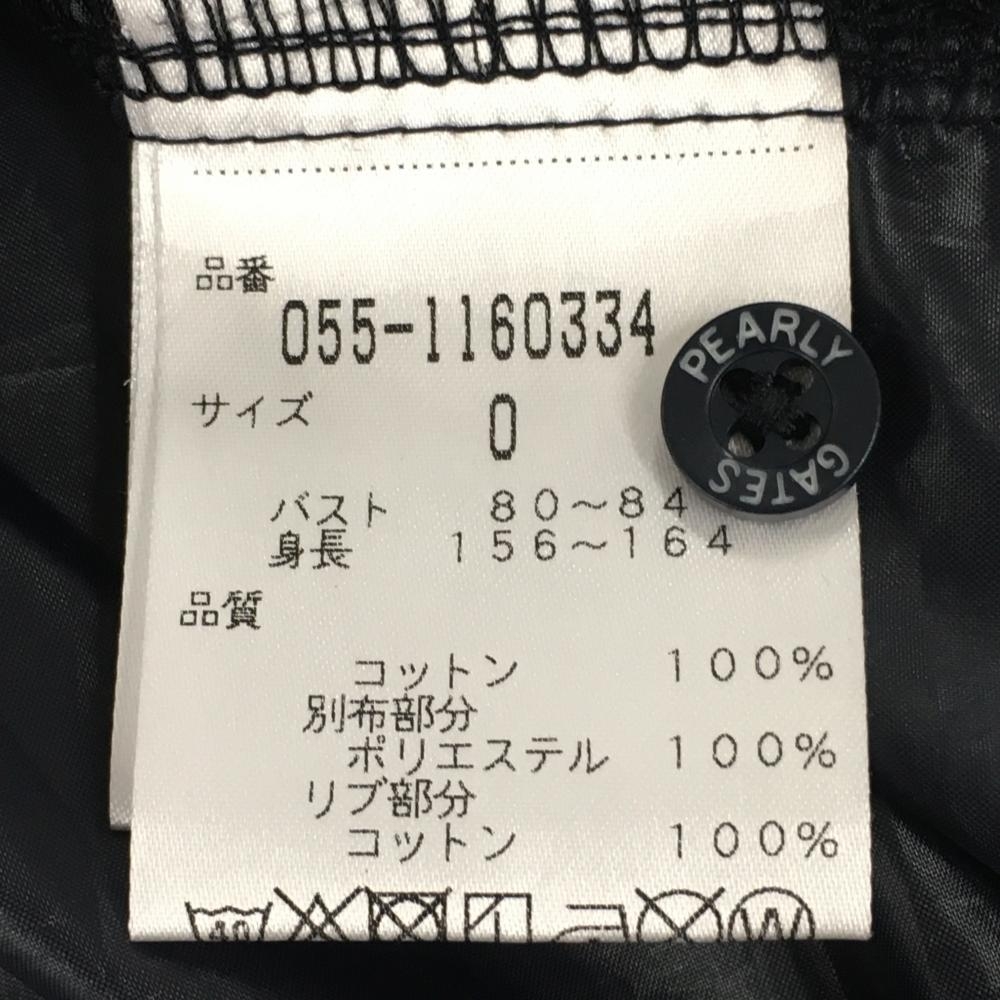 品番
055-1160334
サイズ 0
バスト 80～84
身長 156～164
品質
コットン 100%
別布部分
ポリエステル 100%
リブ部分
コットン 100%
40 W
PEARLY
GATES